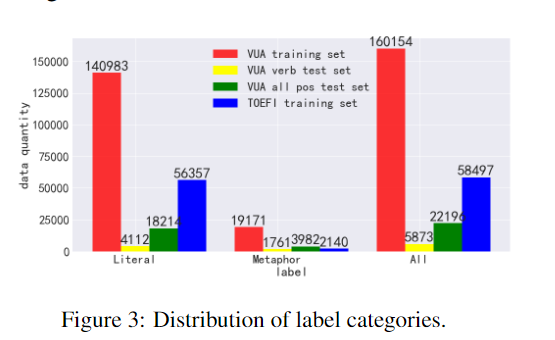 160154
150000
140983
VUA training set
VUA verb test set
125000
VUA all pos test set
TOEFI training set
100000
data quantity
75000
56357
58497
50000
25000
18214
19171
22196
4112
1761
3982
2140
5873
0
Literal
Metaphor
All
label
Figure 3: Distribution of label categories.